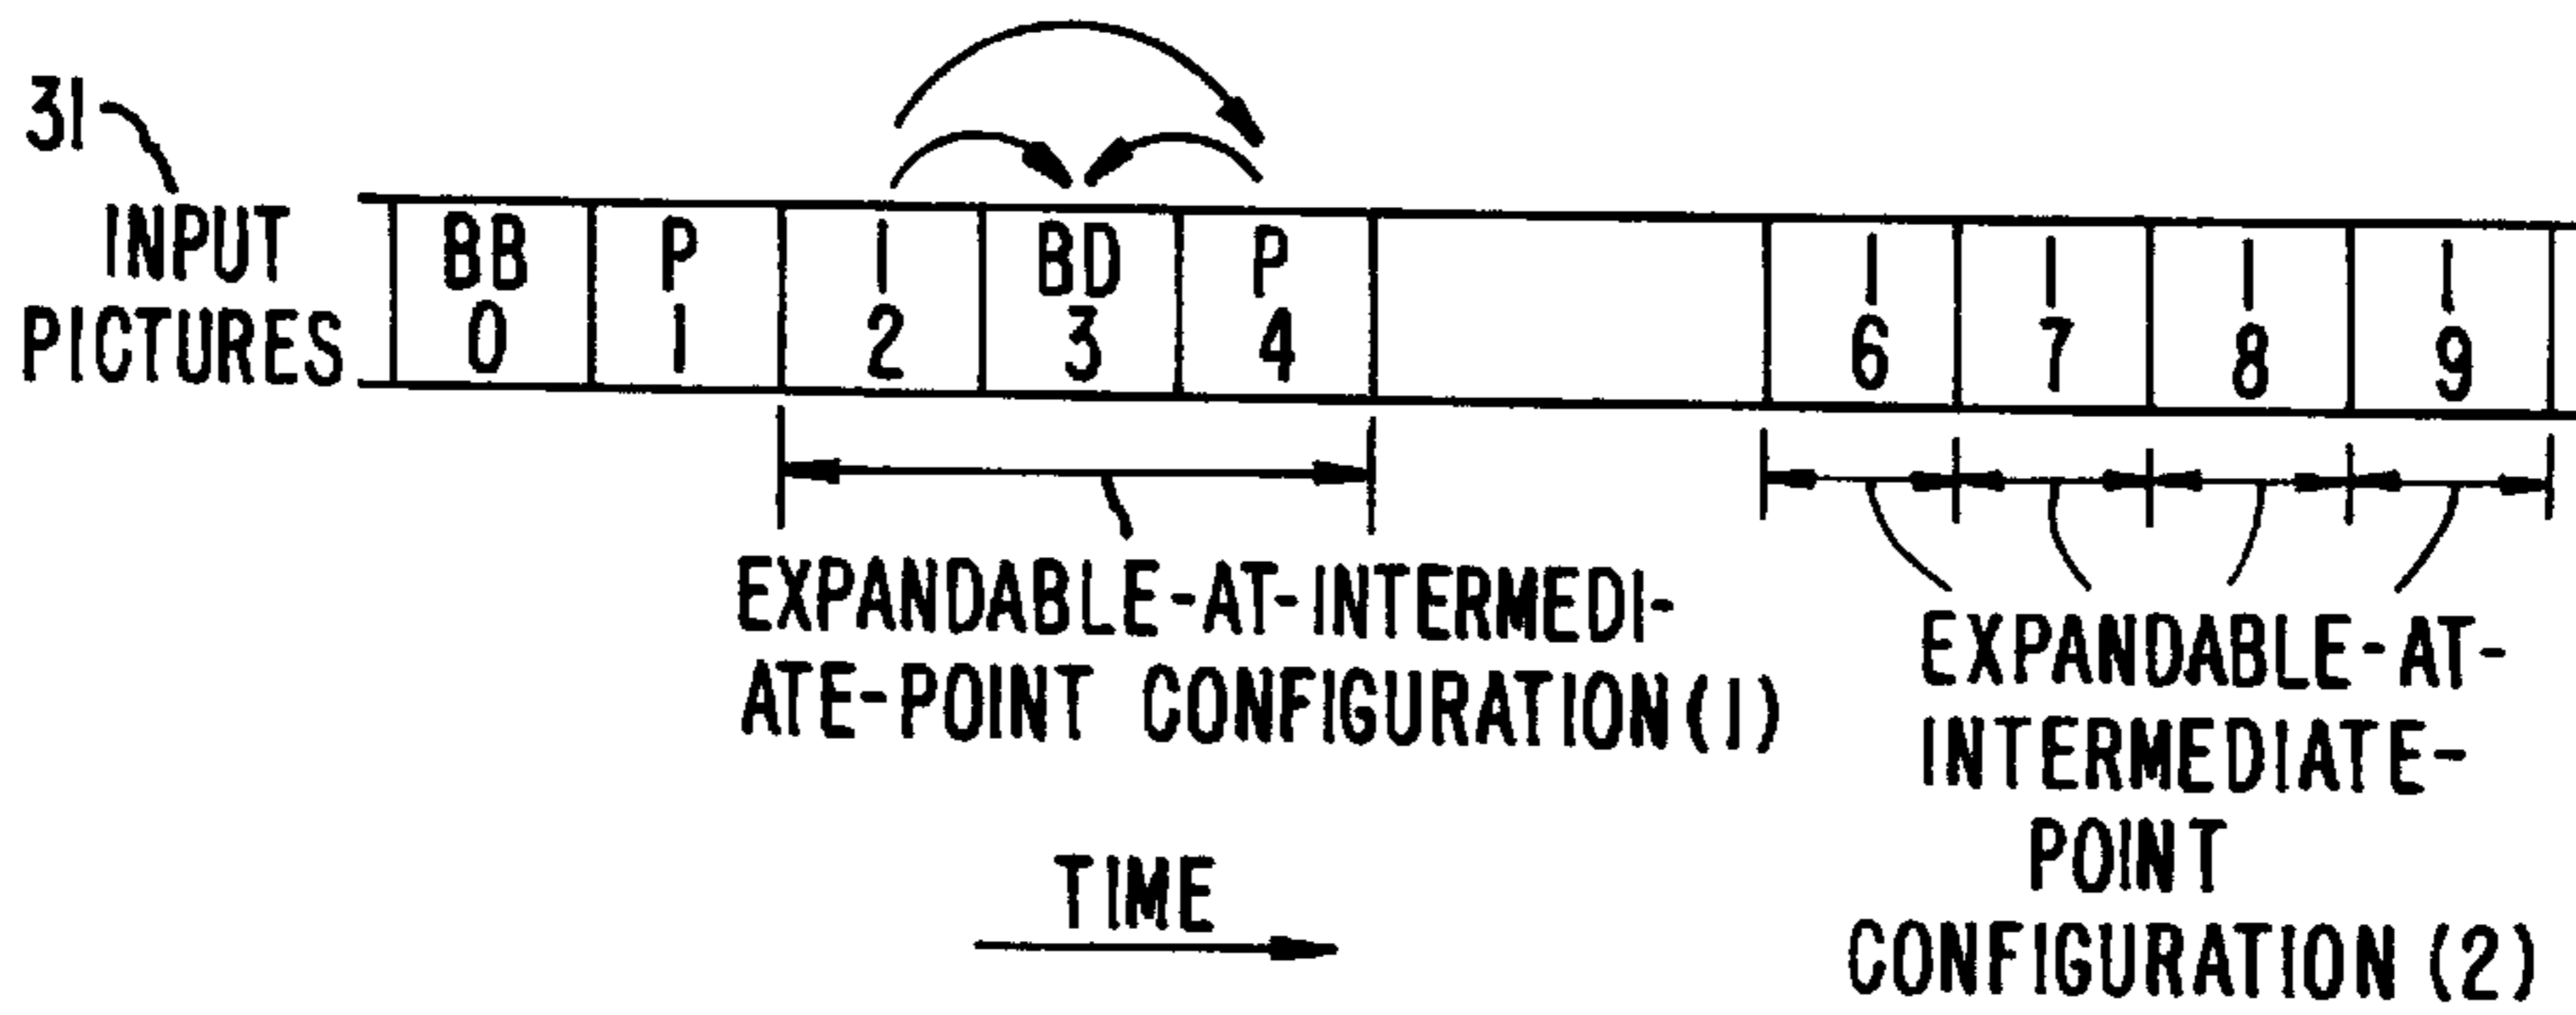 31
INPUT
PICTURES
BB P I BD P I I I I
0 1 2 3 4 6 7 8 9
EXPANDABLE-AT-INTERMEDI-
ATE-POINT CONFIGURATION(1)
EXPANDABLE-AT-
INTERMEDIATE-
POINT
CONFIGURATION (2)
TIME